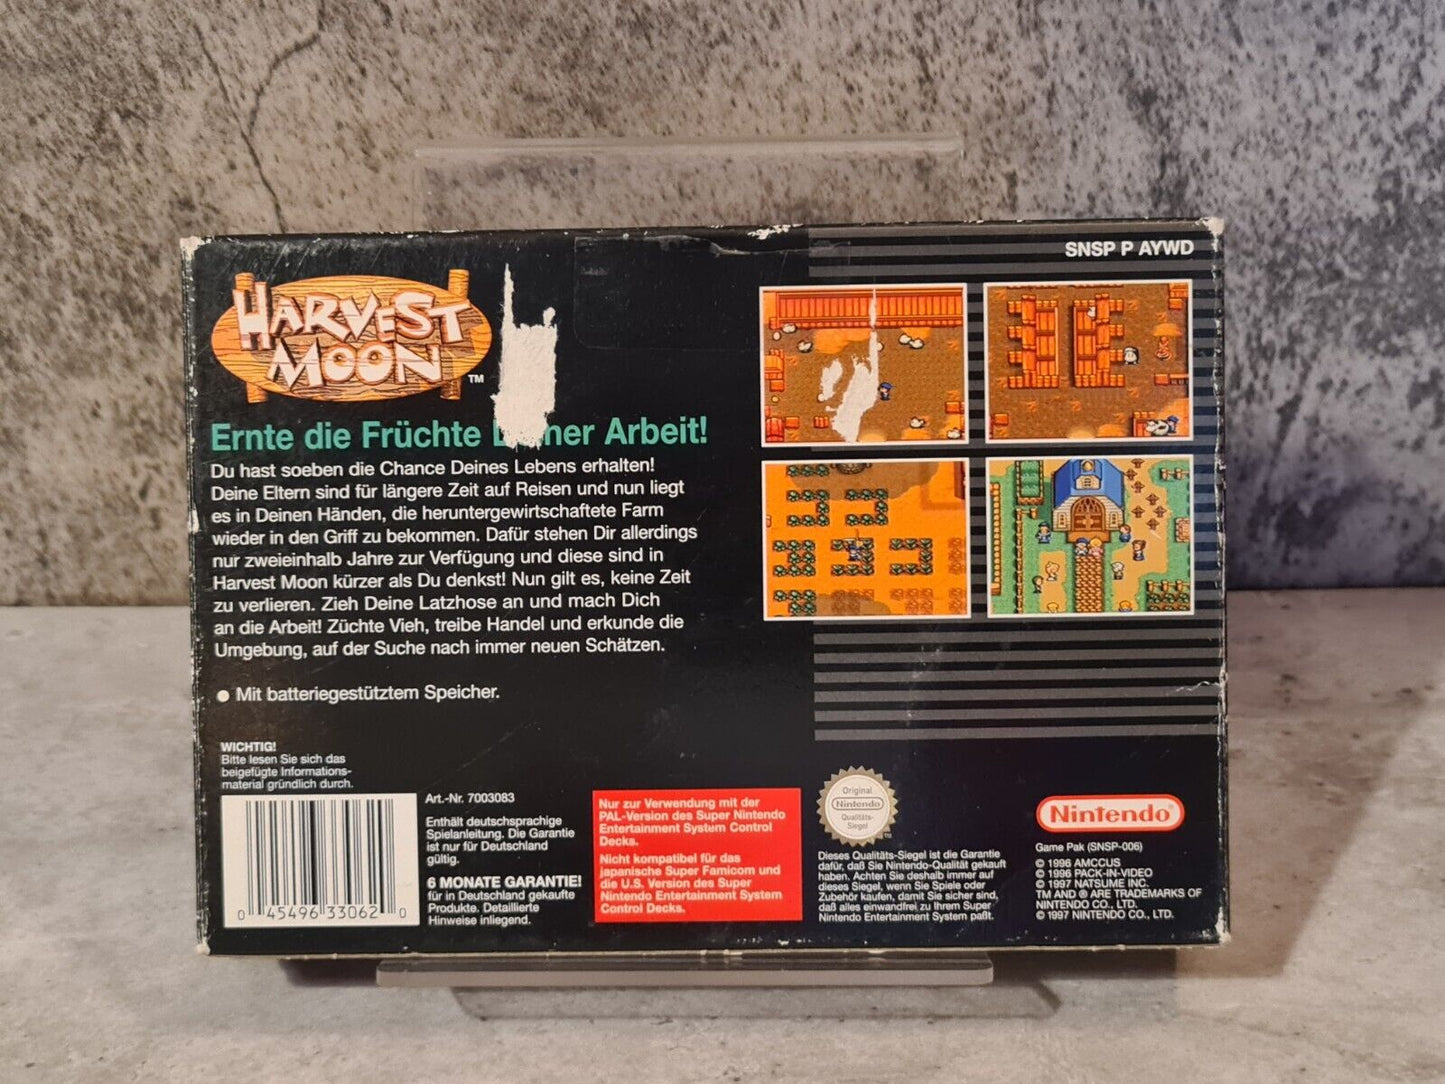 SNSP P AYWD
HARVEST
MOON™
Ernte die Früchte Arbeit!
Du hast soeben die Chance Deines Lebens erhalten!
Deine Eltern sind für längere Zeit auf Reisen und nun liegt
es in Deinen Händen, die heruntergewirtschaftete Farm
wieder in den Griff zu bekommen. Dafür stehen Dir allerdings
nur zweieinhalb Jahre zur Verfügung und diese sind in
Harvest Moon kürzer als Du denkst! Nun gilt es, keine Zeit
zu verlieren. Zieh Deine Latzhose an und mach Dich
an die Arbeit! Züchte Vieh, treibe Handel und erkunde die
Umgebung, auf der Suche nach immer neuen Schätzen.
● Mit batteriegestütztem Speicher.
WICHTIG!
Bitte lesen Sie sich das
beigefügte Informations-
material gründlich durch.
0 45496 33062 0
Art.-Nr. 7003083
Enthält deutschsprachige
Spielanleitung. Die Garantie
ist nur für Deutschland
gültig.
6 MONATE GARANTIE!
für in Deutschland gekaufte
Produkte. Detaillierte
Hinweise inliegend.
Nur zur Verwendung mit der
PAL-Version des Super Nintendo
Entertainment System Control
Decks.
Nicht kompatibel für das
japanische Super Famicom und
die U.S. Version des Super
Nintendo Entertainment System
Control Decks.
Original
Nintendo
Qualitäts-
Siegel
TM
Dieses Qualitäts-Siegel ist die Garantie
dafür, daß Sie Nintendo-Qualität gekauft
haben. Achten Sie deshalb immer auf
dieses Siegel, wenn Sie Spiele oder
Zubehör kaufen, damit Sie sicher sind,
daß alles einwandfrei zu Ihrem Super
Nintendo Entertainment System paßt.
Nintendo®
Game Pak (SNSP-006)
© 1996 AMCCUS
© 1996 PACK-IN-VIDEO
© 1997 NATSUME INC.
TM AND ® ARE TRADEMARKS OF
NINTENDO CO., LTD.
© 1997 NINTENDO CO., LTD.